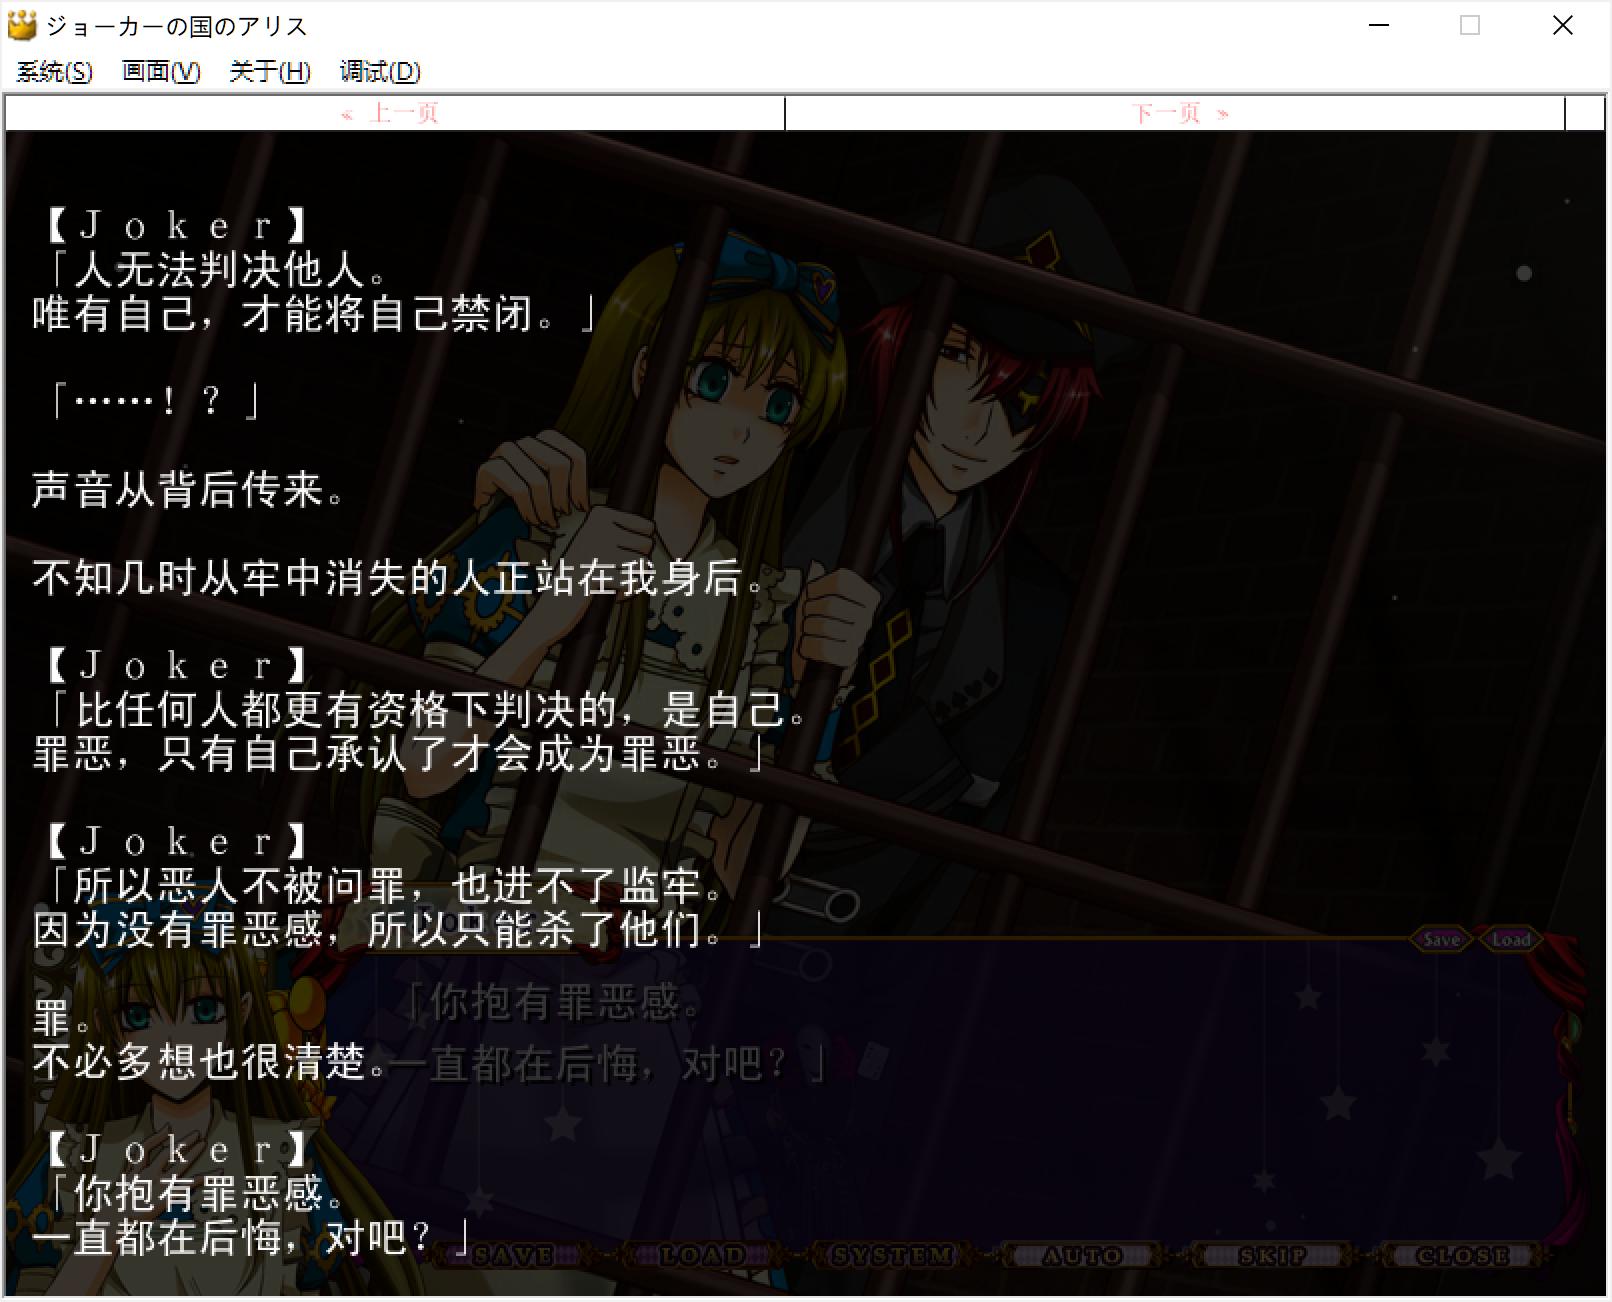 ジョーカーの国のアリス
系统(S) 画面(V) 关于(H) 调试(D)
« 上一页 下一页 »
【Ｊｏｋｅｒ】
「人无法判决他人。
唯有自己，才能将自己禁闭。」
「……！？」
声音从背后传来。
不知几时从牢中消失的人正站在我身后。
【Ｊｏｋｅｒ】
「比任何人都更有资格下判决的，是自己。
罪恶，只有自己承认了才会成为罪恶。」
【Ｊｏｋｅｒ】
「所以恶人不被问罪，也进不了监牢。
因为没有罪恶感，所以只能杀了他们。」
Save Load
「你抱有罪恶感。
一直都在后悔，对吧？」
罪。
不必多想也很清楚。
【Ｊｏｋｅｒ】
「你抱有罪恶感。
一直都在后悔，对吧？」
SAVE LOAD SYSTEM AUTO SKIP CLOSE